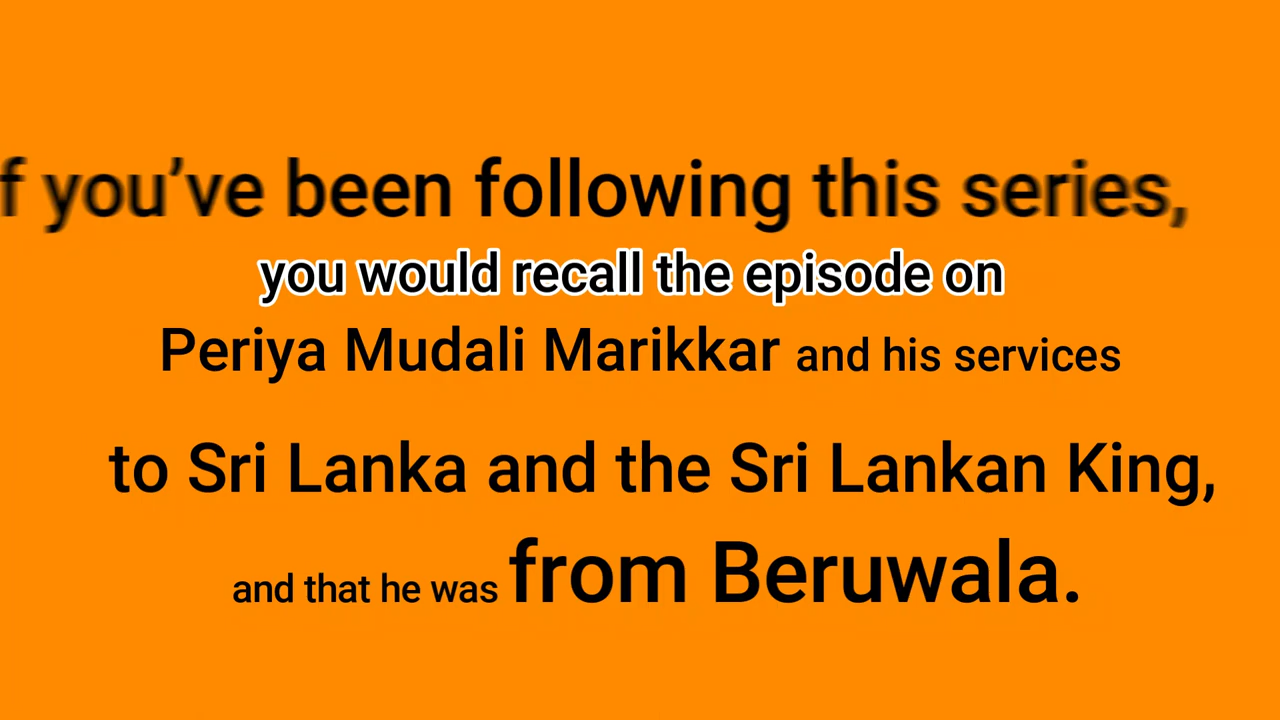 f you’ve been following this series,
you would recall the episode on
Periya Mudali Marikkar and his services
to Sri Lanka and the Sri Lankan King,
and that he was from Beruwala.